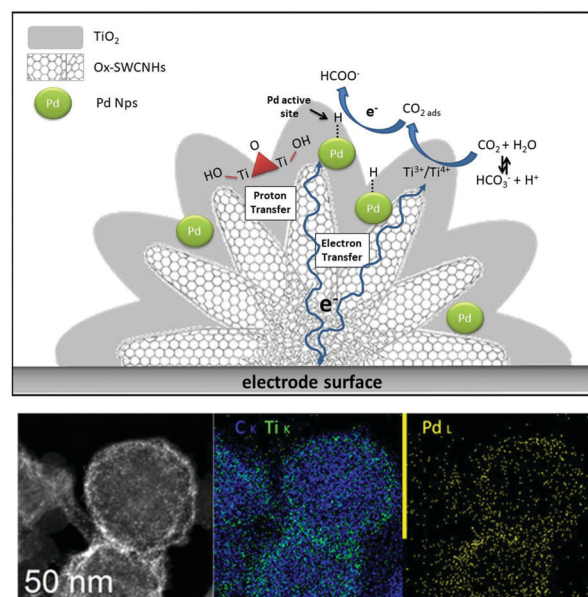 TiO2
Ox-SWCNHs
Pd
Pd Nps
HCOO-
Pd active
site
H
e-
CO2 ads
CO2 + H2O
HCO3- + H+
O
OH
Ti
Ti
HO
Pd
H
Ti3+/Ti4+
Proton
Transfer
Pd
Pd
Electron
Transfer
e-
Pd
electrode surface
C K Ti K
Pd L
50 nm